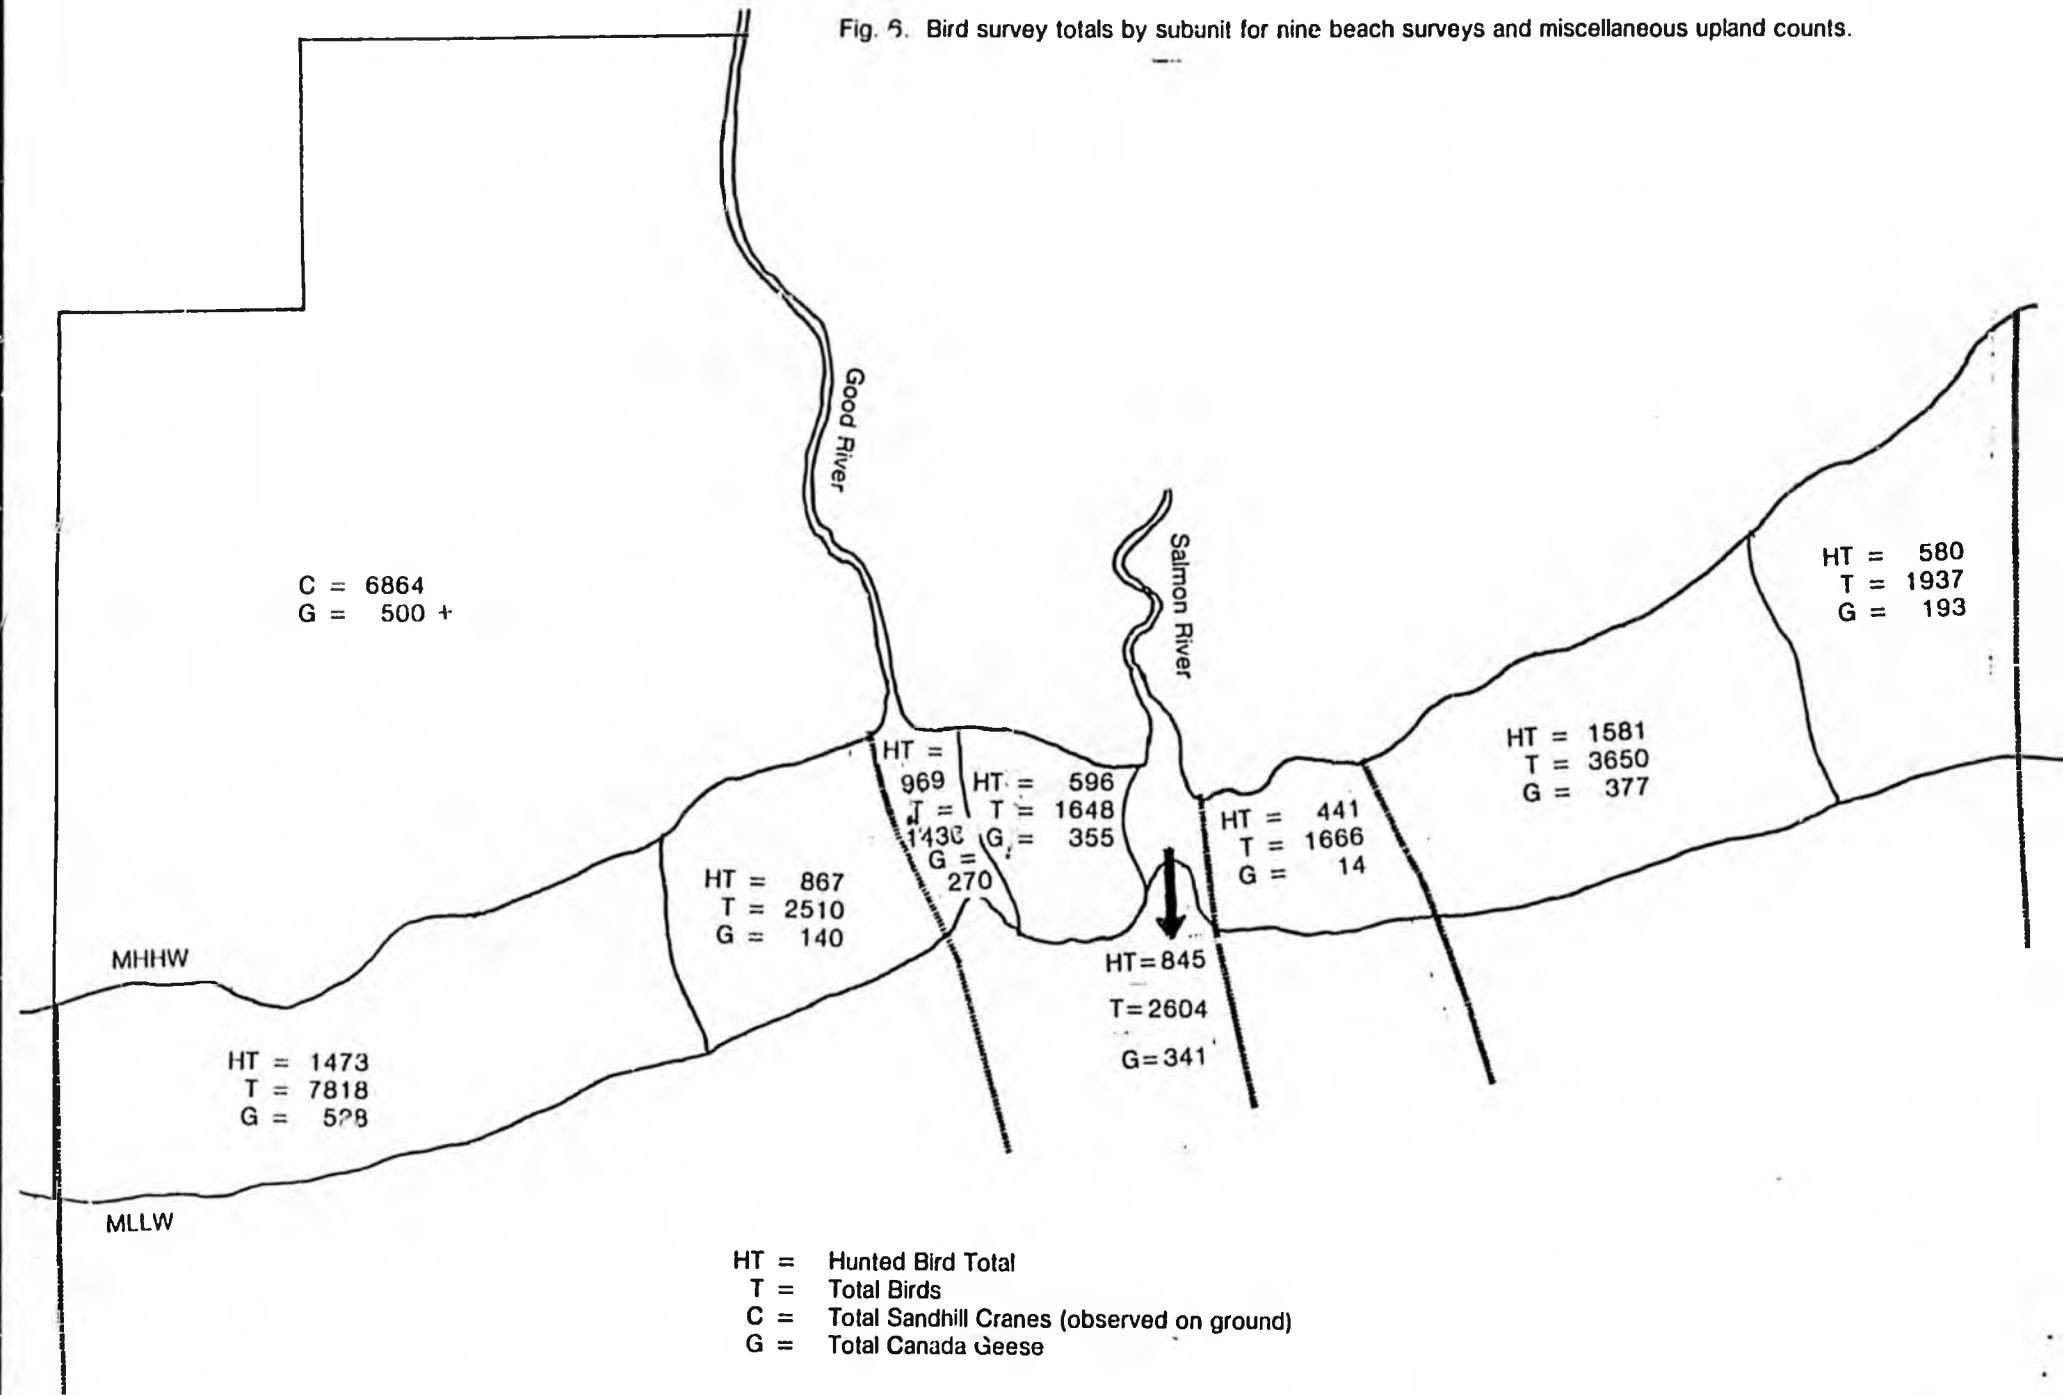 Fig. 6. Bird survey totals by subunit for nine beach surveys and miscellaneous upland counts.
Good River
Salmon River
C = 6864
G = 500 +
HT = 580
T = 1937
G = 193
HT = 1581
T = 3650
G = 377
HT =
969
T =
G =
270
HT = 596
T = 1648
G = 355
HT = 441
T = 1666
G = 14
HT = 867
T = 2510
G = 140
HT=845
T=2604
G=341
MHHW
HT = 1473
T = 7818
G =
MLLW
HT = Hunted Bird Total
T = Total Birds
C = Total Sandhill Cranes (observed on ground)
G = Total Canada Geese